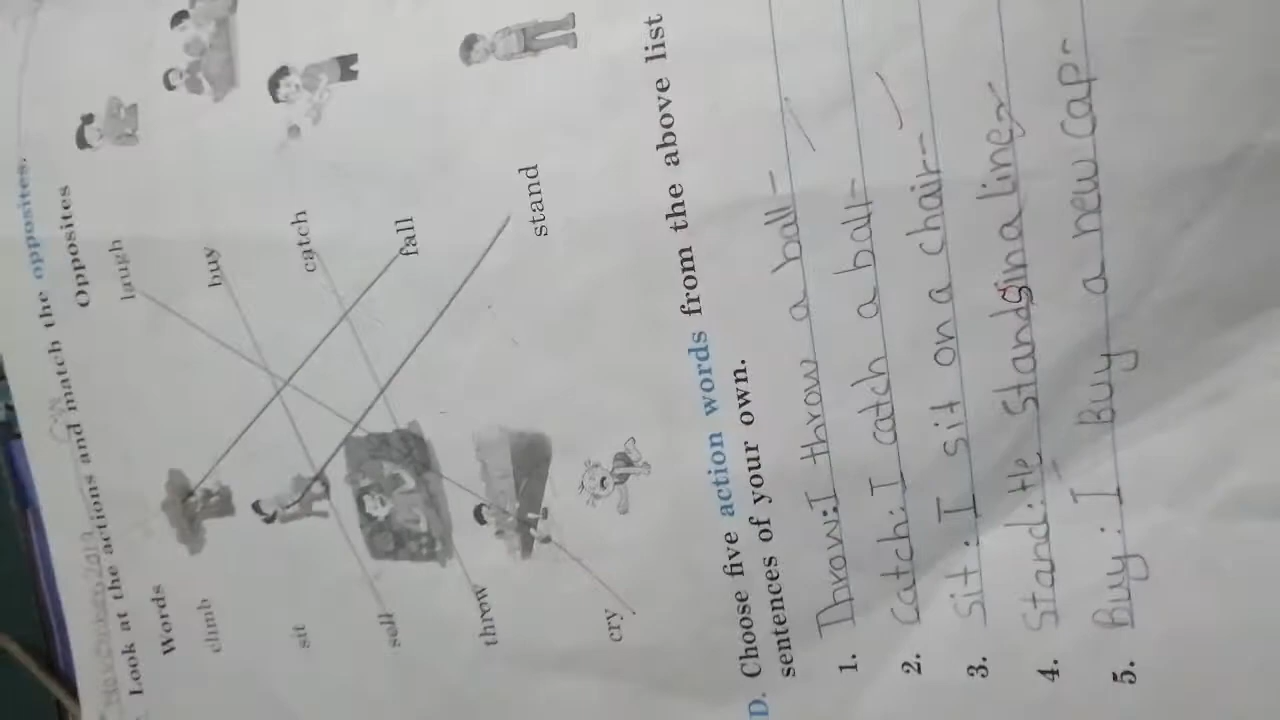 Look at the actions and match the opposites.
Words Opposites
climb laugh
sit buy
sell catch
throw fall
cry stand
D. Choose five action words from the above list
sentences of your own.
1. Throw: I throw a ball-
2. Catch: I catch a ball-
3. Sit: I sit on a chair-
4. Stand: He Stands in a line
5. Buy: I Buy a new cap-